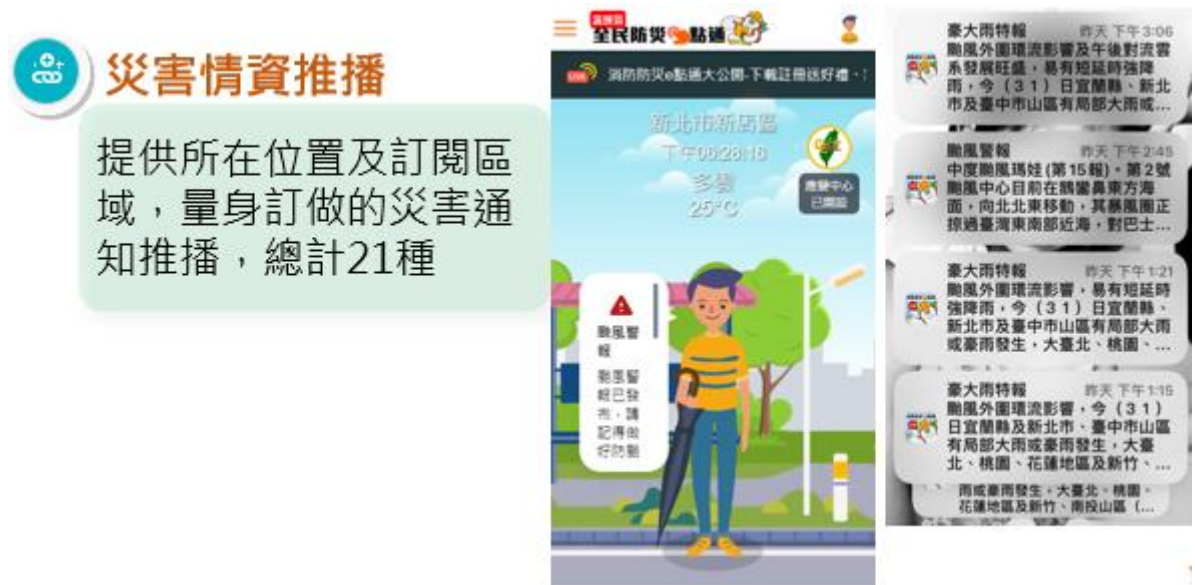 災害情資推播
提供所在位置及訂閱區
域，量身訂做的災害通
知推播，總計21種
全民防災e點通
LIVE 消防防災e點通大公開-下載註冊送好禮、
新北市新店區
下午06:28:16
多雲
25°C
應變中心
已開設
颱風警
報
颱風警
報已發
布，請
記得做
好防颱
豪大雨特報 昨天 下午3:06
颱風外圍環流影響及午後對流雲
系發展旺盛，易有短延時強降
雨，今（３１）日宜蘭縣、新北
市及臺中市山區有局部大雨或...
颱風警報 昨天 下午2:45
中度颱風瑪娃(第15報)。第2號
颱風中心目前在鵝鑾鼻東方海
面，向北北東移動，其暴風圈正
掠過臺灣東南部近海，對巴士...
豪大雨特報 昨天 下午1:21
颱風外圍環流影響，易有短延時
強降雨，今（３１）日宜蘭縣、
新北市及臺中市山區有局部大雨
或豪雨發生，大臺北、桃園、...
豪大雨特報 昨天 下午1:15
颱風外圍環流影響，今（３１）
日宜蘭縣及新北市、臺中市山區
有局部大雨或豪雨發生，大臺
北、桃園、花蓮地區及新竹、...
雨或豪雨發生，大臺北、桃園、
花蓮地區及新竹、南投山區（...